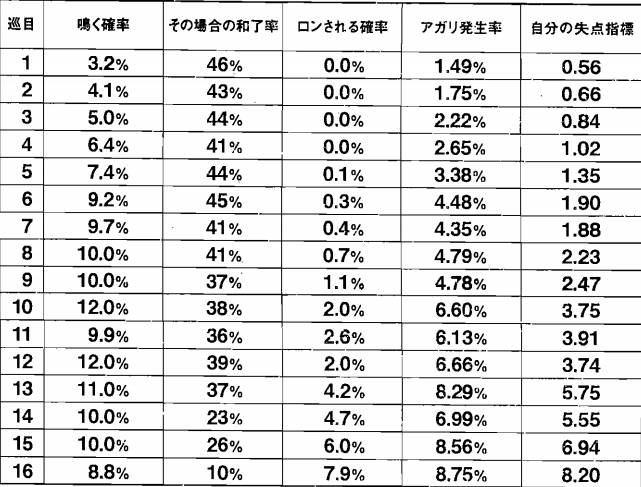 巡目 鳴く確率 その場合の和了率 ロンされる確率 アガリ発生率 自分の失点指標
1 3.2% 46% 0.0% 1.49% 0.56
2 4.1% 43% 0.0% 1.75% 0.66
3 5.0% 44% 0.0% 2.22% 0.84
4 6.4% 41% 0.0% 2.65% 1.02
5 7.4% 44% 0.1% 3.38% 1.35
6 9.2% 45% 0.3% 4.48% 1.90
7 9.7% 41% 0.4% 4.35% 1.88
8 10.0% 41% 0.7% 4.79% 2.23
9 10.0% 37% 1.1% 4.78% 2.47
10 12.0% 38% 2.0% 6.60% 3.75
11 9.9% 36% 2.6% 6.13% 3.91
12 12.0% 39% 2.0% 6.66% 3.74
13 11.0% 37% 4.2% 8.29% 5.75
14 10.0% 23% 4.7% 6.99% 5.55
15 10.0% 26% 6.0% 8.56% 6.94
16 8.8% 10% 7.9% 8.75% 8.20